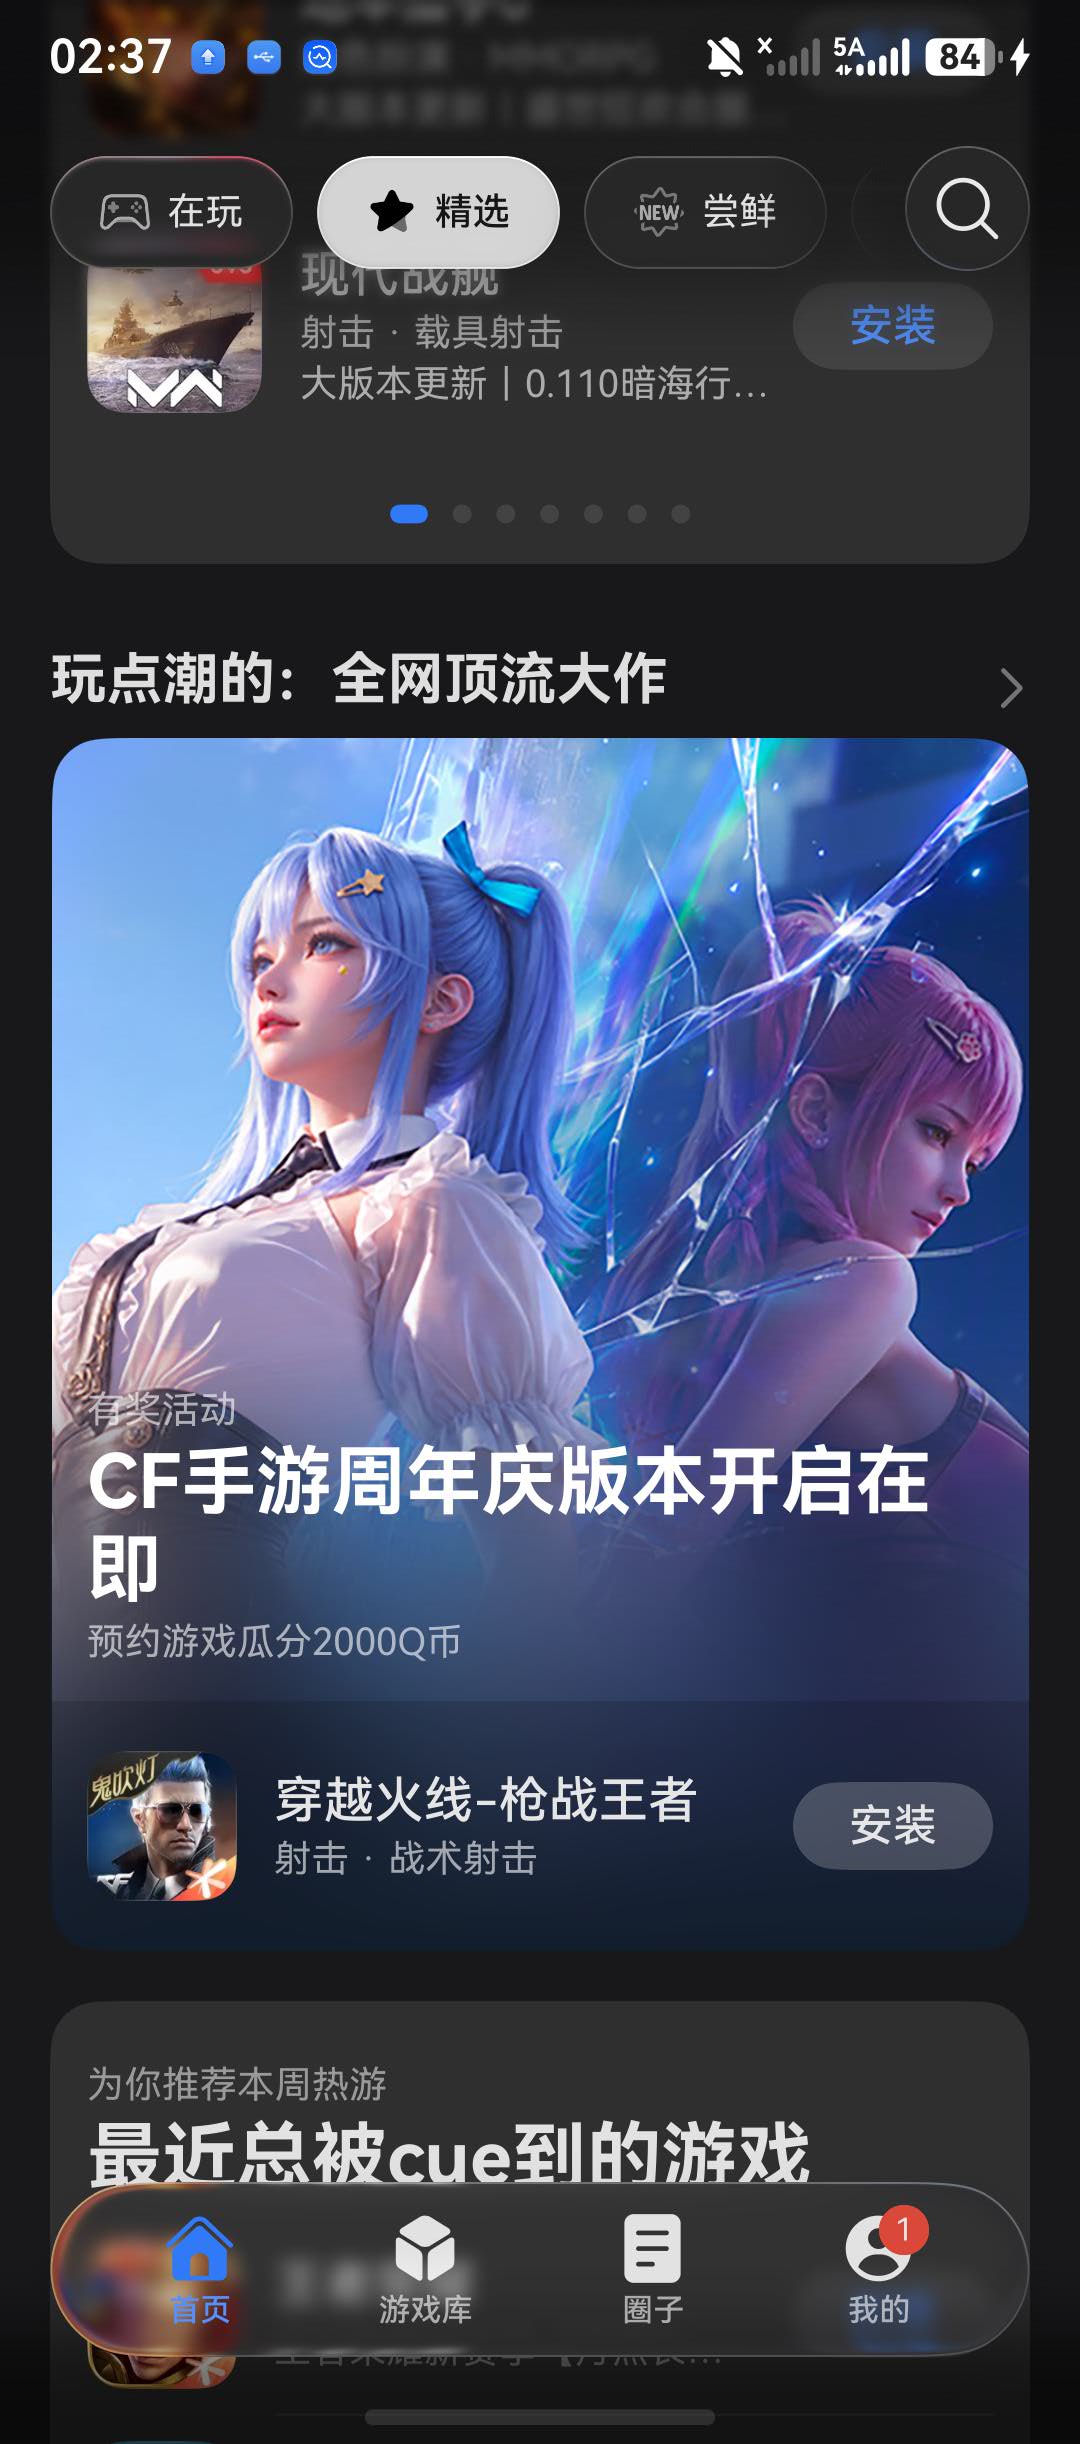 02:37
5A
84
在玩
精选
NEW
尝鲜
现代战舰
射击 · 载具射击
大版本更新 | 0.110暗海行...
安装
玩点潮的：全网顶流大作
有奖活动
CF手游周年庆版本开启在
即
预约游戏瓜分2000Q币
鬼吹灯
CF
穿越火线-枪战王者
射击 · 战术射击
安装
为你推荐本周热游
最近总被cue到的游戏
1
首页
游戏库
圈子
我的